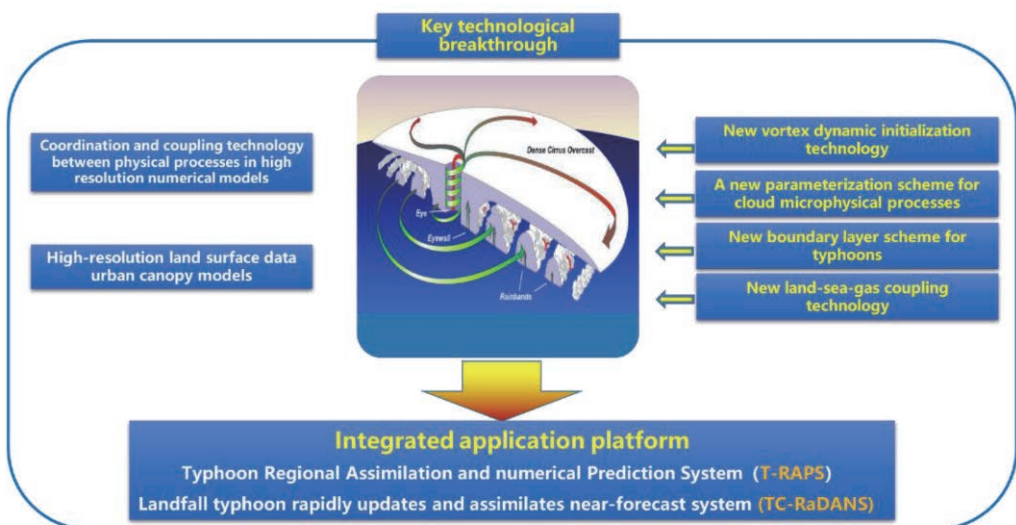 Key technological
breakthrough
Coordination and coupling technology
between physical processes in high
resolution numerical models
High-resolution land surface data
urban canopy models
Dense Cirrus Overcast
Eye
Eyewall
Rainbands
New vortex dynamic initialization
technology
A new parameterization scheme for
cloud microphysical processes
New boundary layer scheme for
typhoons
New land-sea-gas coupling
technology
Integrated application platform
Typhoon Regional Assimilation and numerical Prediction System (T-RAPS)
Landfall typhoon rapidly updates and assimilates near-forecast system (TC-RaDANS)